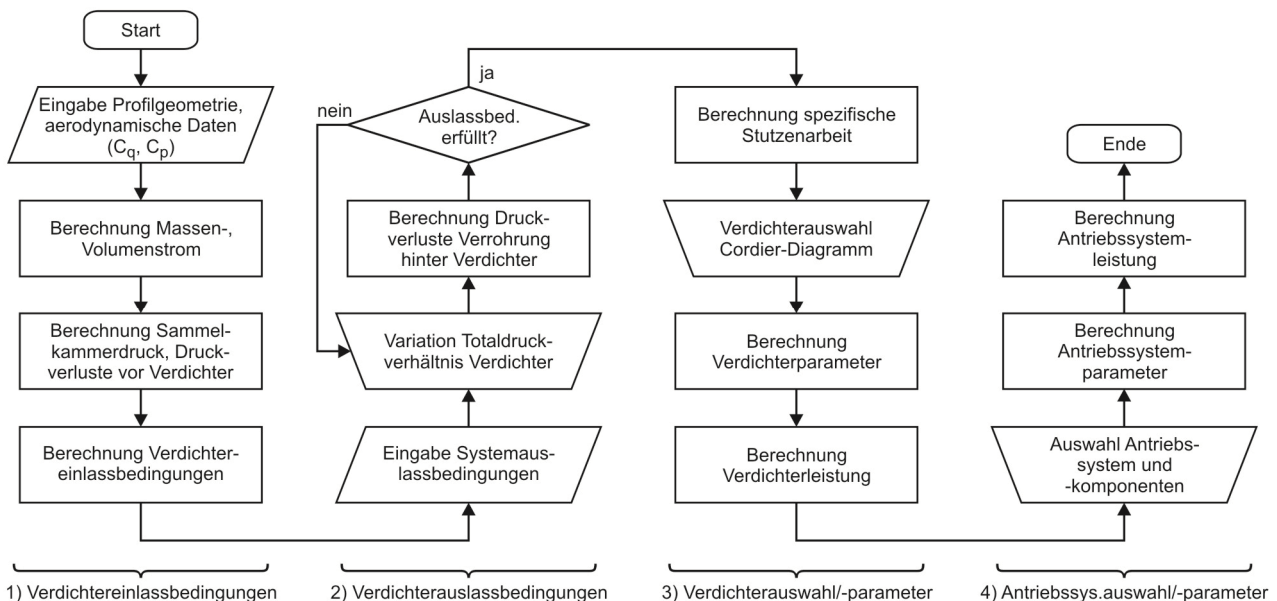 Start
Eingabe Profilgeometrie,
aerodynamische Daten
(Cq, Cp)
Berechnung Massen-,
Volumenstrom
Berechnung Sammel-
kammerdruck, Druck-
verluste vor Verdichter
Berechnung Verdichter-
einlassbedingungen
1) Verdichtereinlassbedingungen
ja
nein
Auslassbed.
erfüllt?
Berechnung Druck-
verluste Verrohrung
hinter Verdichter
Variation Totaldruck-
verhältnis Verdichter
Eingabe Systemaus-
lassbedingungen
2) Verdichterauslassbedingungen
Berechnung spezifische
Stutzenarbeit
Verdichterauswahl
Cordier-Diagramm
Berechnung
Verdichterparameter
Berechnung
Verdichterleistung
3) Verdichterauswahl/-parameter
Ende
Berechnung
Antriebssystem-
leistung
Berechnung
Antriebssystem-
parameter
Auswahl Antriebs-
system und
-komponenten
4) Antriebssys.auswahl/-parameter